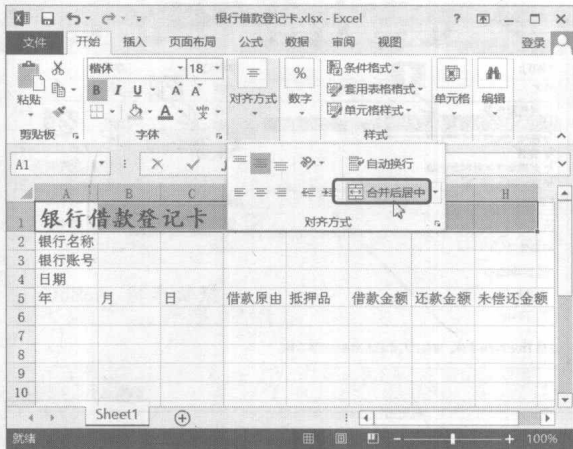 银行借款登记卡.xlsx - Excel
文件 开始 插入 页面布局 公式 数据 审阅 视图 登录
粘贴 楷体 18 对齐方式 % 数字 条件格式 套用表格格式 单元格样式 单元格 编辑
B I U A A A wén
剪贴板 字体 样式
A1
自动换行
合并后居中
对齐方式
A B C H
1 银行借款登记卡
2 银行名称
3 银行账号
4 日期
5 年 月 日 借款原由 抵押品 借款金额 还款金额 未偿还金额
6
7
8
9
10
Sheet1
就绪 100%